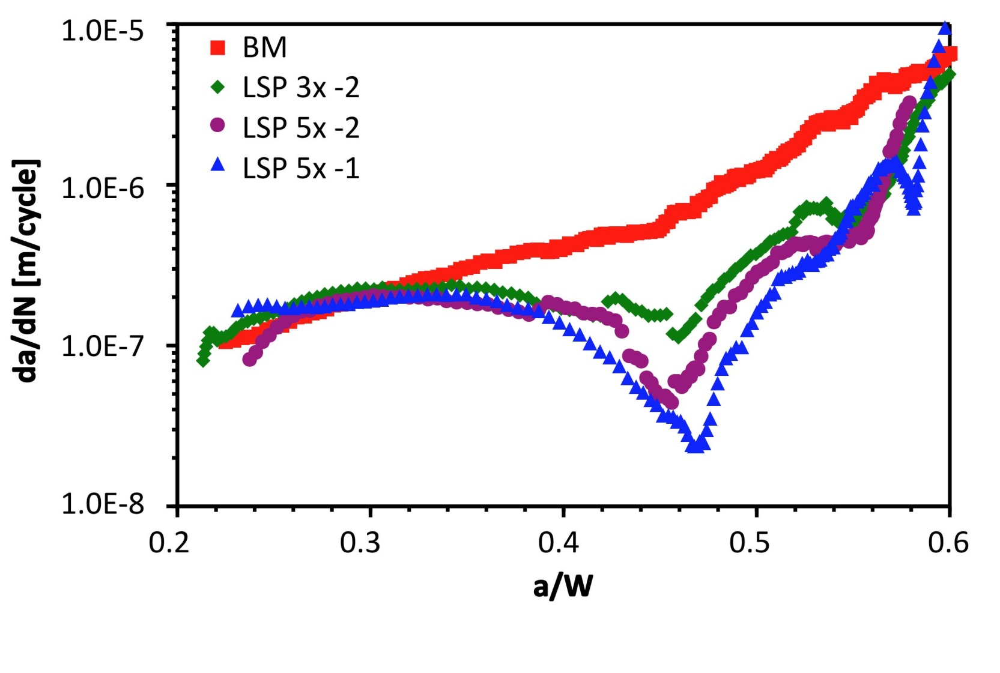 1.0E-5
BM
LSP 3x -2
LSP 5x -2
LSP 5x -1
1.0E-6
1.0E-7
1.0E-8
da/dN [m/cycle]
0.2 0.3 0.4 0.5 0.6
a/W